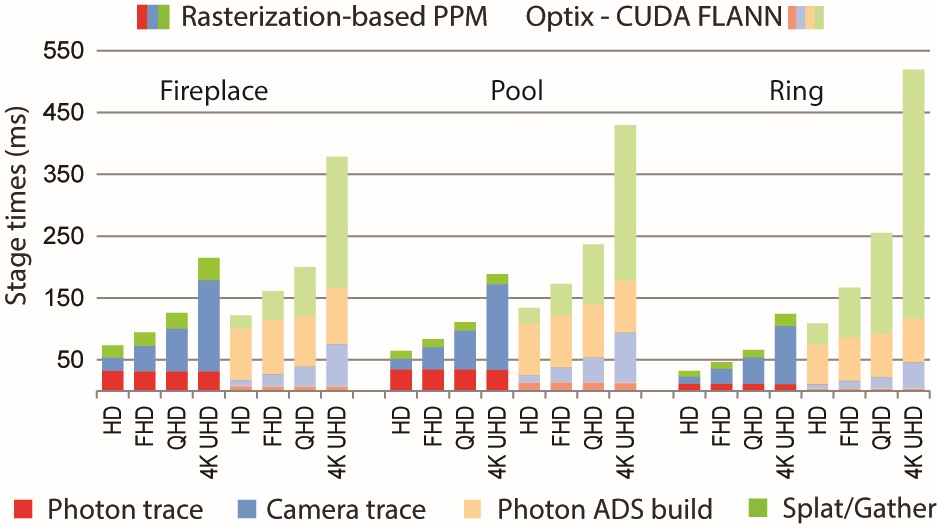 Rasterization-based PPM Optix - CUDA FLANN
550
450
350
250
150
50
Stage times (ms)
Fireplace Pool Ring
HD FHD QHD 4K UHD HD FHD QHD 4K UHD HD FHD QHD 4K UHD HD FHD QHD 4K UHD HD FHD QHD 4K UHD HD FHD QHD 4K UHD
Photon trace Camera trace Photon ADS build Splat/Gather